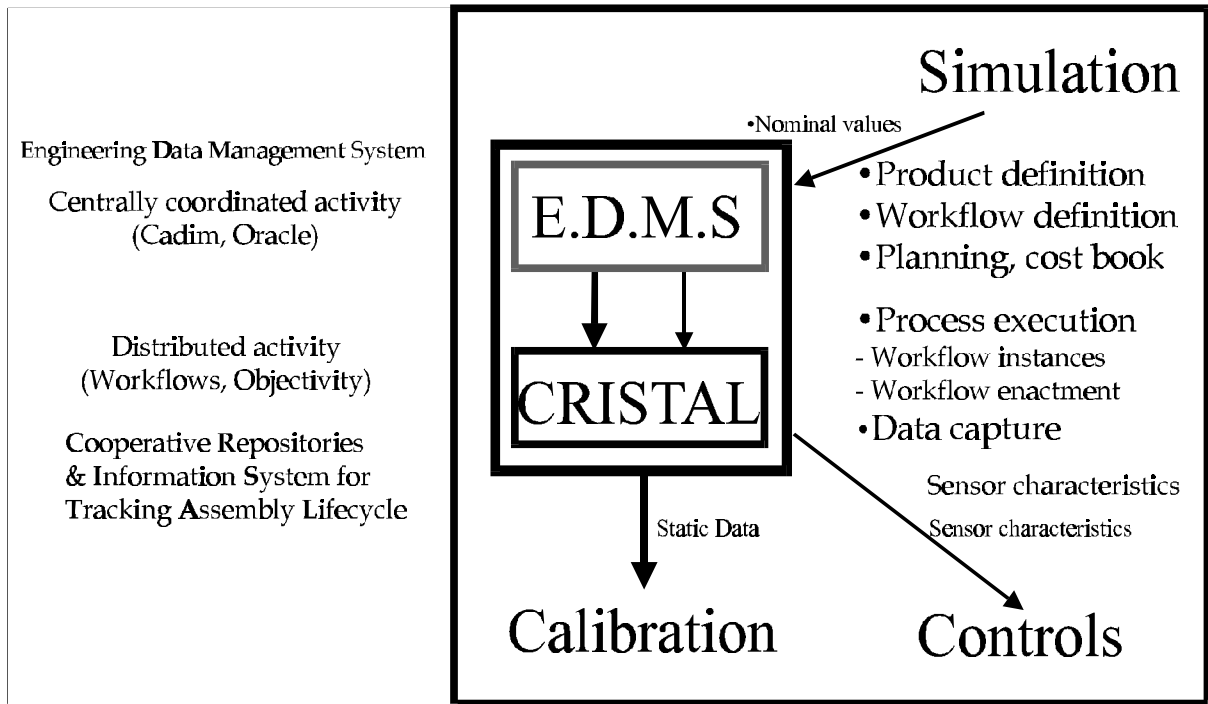 Engineering Data Management System
Centrally coordinated activity
(Cadim, Oracle)
Distributed activity
(Workflows, Objectivity)
Cooperative Repositories
& Information System for
Tracking Assembly Lifecycle
Simulation
•Nominal values
E.D.M.S
•Product definition
•Workflow definition
•Planning, cost book
•Process execution
- Workflow instances
- Workflow enactment
•Data capture
CRISTAL
Sensor characteristics
Static Data
Sensor characteristics
Calibration
Controls